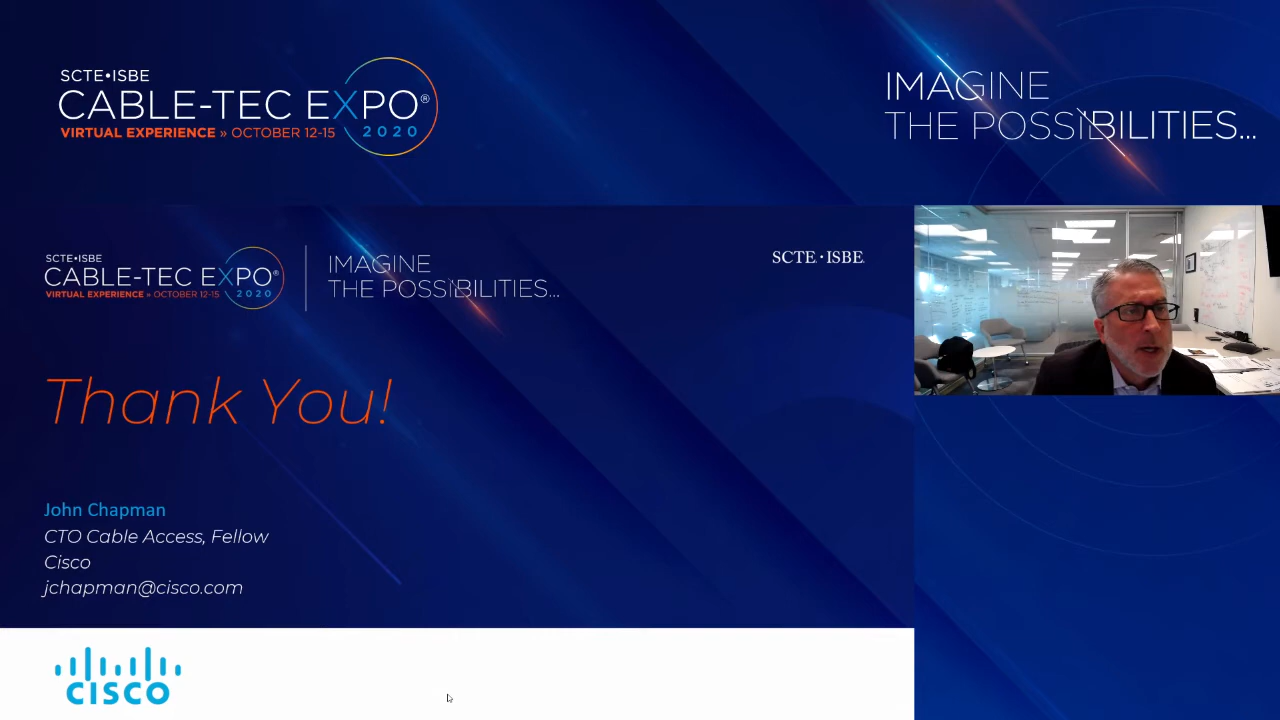 SCTE•ISBE
CABLE-TEC EXPO®
VIRTUAL EXPERIENCE » OCTOBER 12-15
2020
IMAGINE
THE POSSIBILITIES...
SCTE•ISBE
CABLE-TEC EXPO®
VIRTUAL EXPERIENCE » OCTOBER 12-15
2020
IMAGINE
THE POSSIBILITIES...
SCTE•ISBE
Thank You!
John Chapman
CTO Cable Access, Fellow
Cisco
jchapman@cisco.com
CISCO